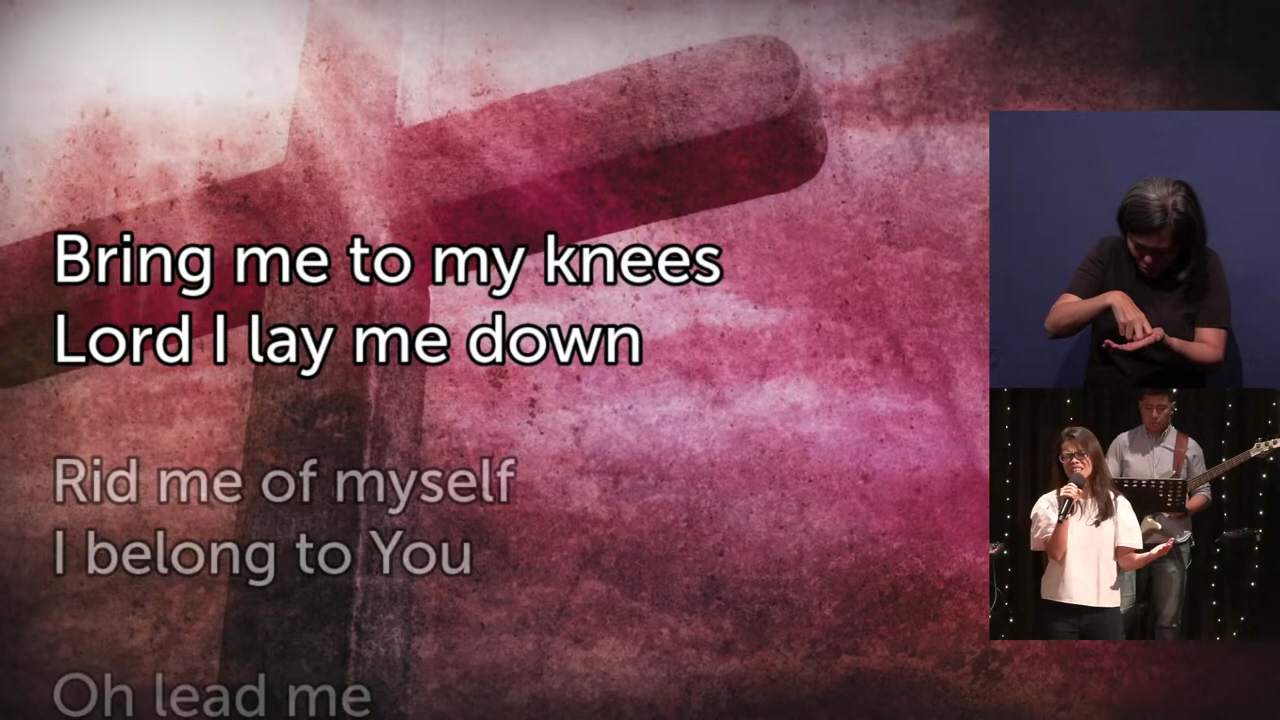 Bring me to my knees
Lord I lay me down
Rid me of myself
I belong to You
Oh lead me